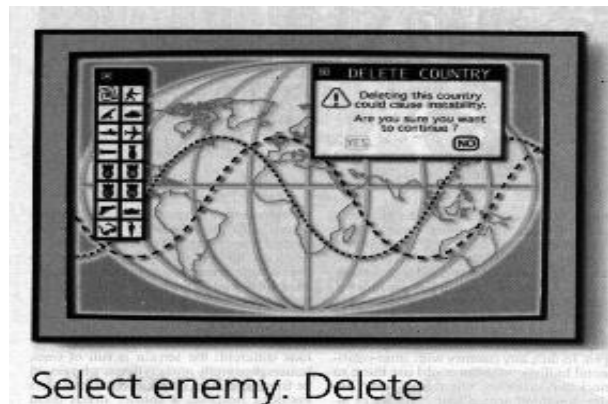 DELETE COUNTRY
Deleting this country
could cause instability.
Are you sure you want
to continue ?
YES
NO
Select enemy. Delete